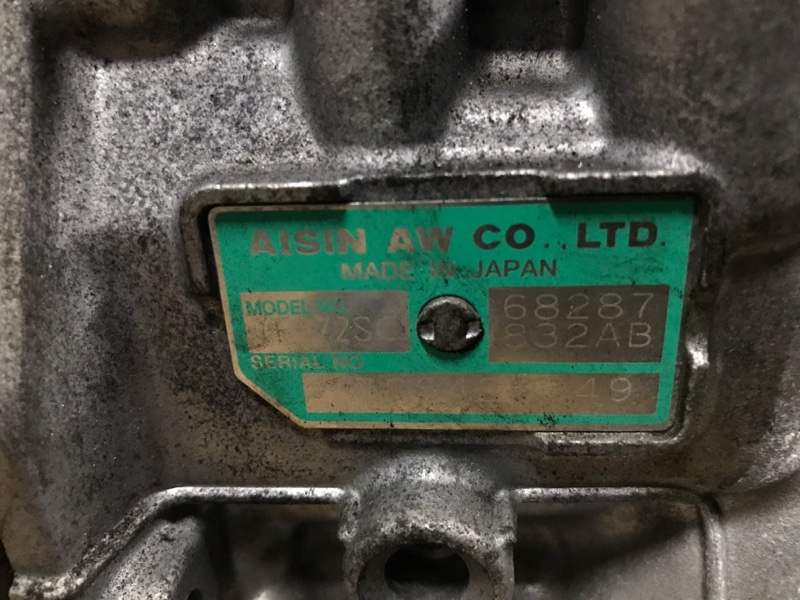 AISIN AW CO., LTD.
MADE IN JAPAN
MODEL NO
68287
832AB
SERIAL NO
49